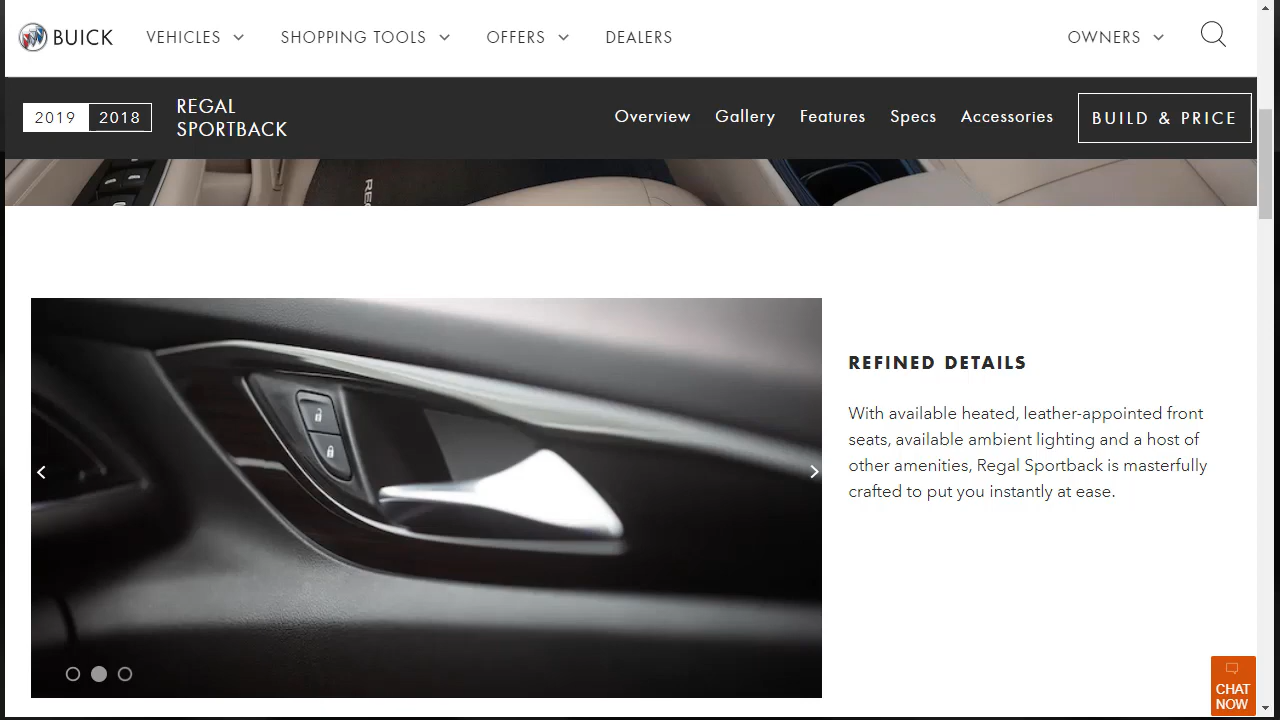 BUICK VEHICLES SHOPPING TOOLS OFFERS DEALERS OWNERS
2019 2018
REGAL
SPORTBACK
Overview Gallery Features Specs Accessories BUILD & PRICE
REFINED DETAILS
With available heated, leather-appointed front
seats, available ambient lighting and a host of
other amenities, Regal Sportback is masterfully
crafted to put you instantly at ease.
CHAT
NOW